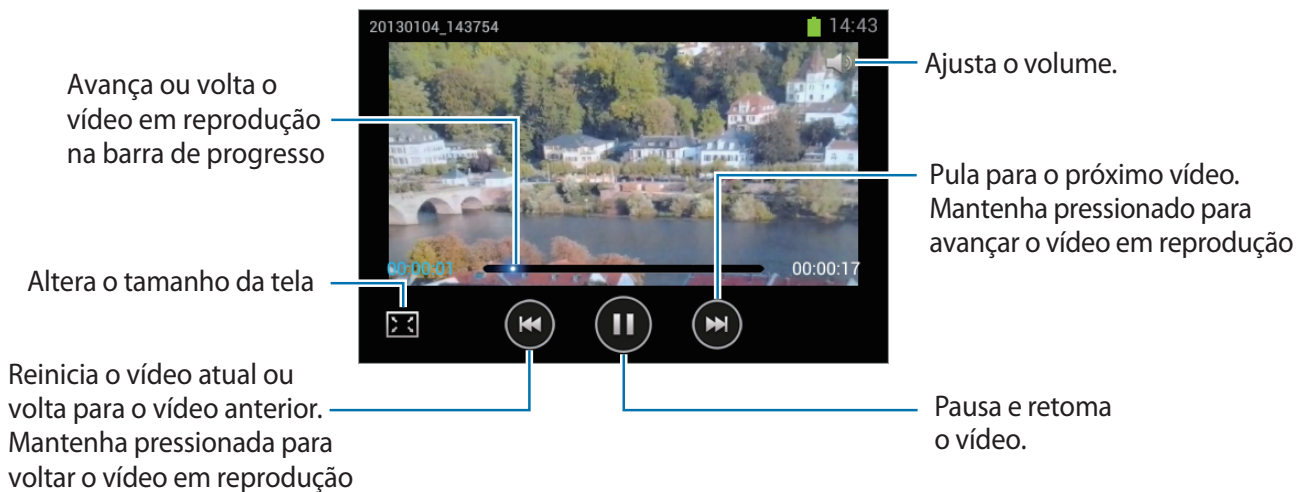 20130104_143754
14:43
Ajusta o volume.
Avança ou volta o
vídeo em reprodução
na barra de progresso
Pula para o próximo vídeo.
Mantenha pressionado para
avançar o vídeo em reprodução
00:00:01
00:00:17
Altera o tamanho da tela
Reinicia o vídeo atual ou
volta para o vídeo anterior.
Mantenha pressionada para
voltar o vídeo em reprodução
Pausa e retoma
o vídeo.